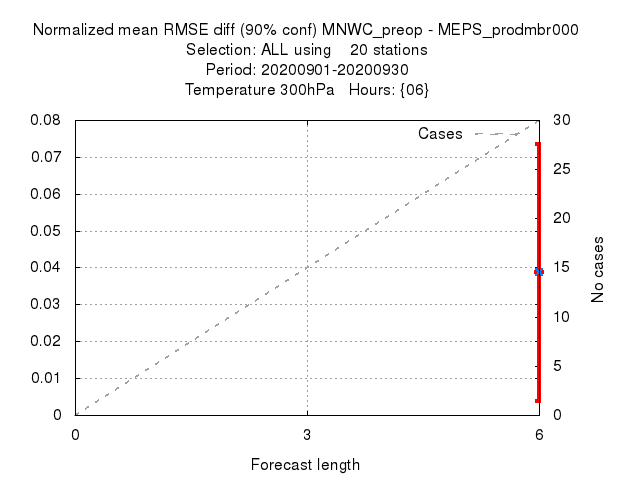 Normalized mean RMSE diff (90% conf) MNWC_preop - MEPS_prodmbr000
Selection: ALL using    20 stations
Period: 20200901-20200930
Temperature 300hPa   Hours: {06}
Cases
0.08
0.07
0.06
0.05
0.04
0.03
0.02
0.01
0
30
25
20
15
10
5
0
No cases
0 3 6
Forecast length